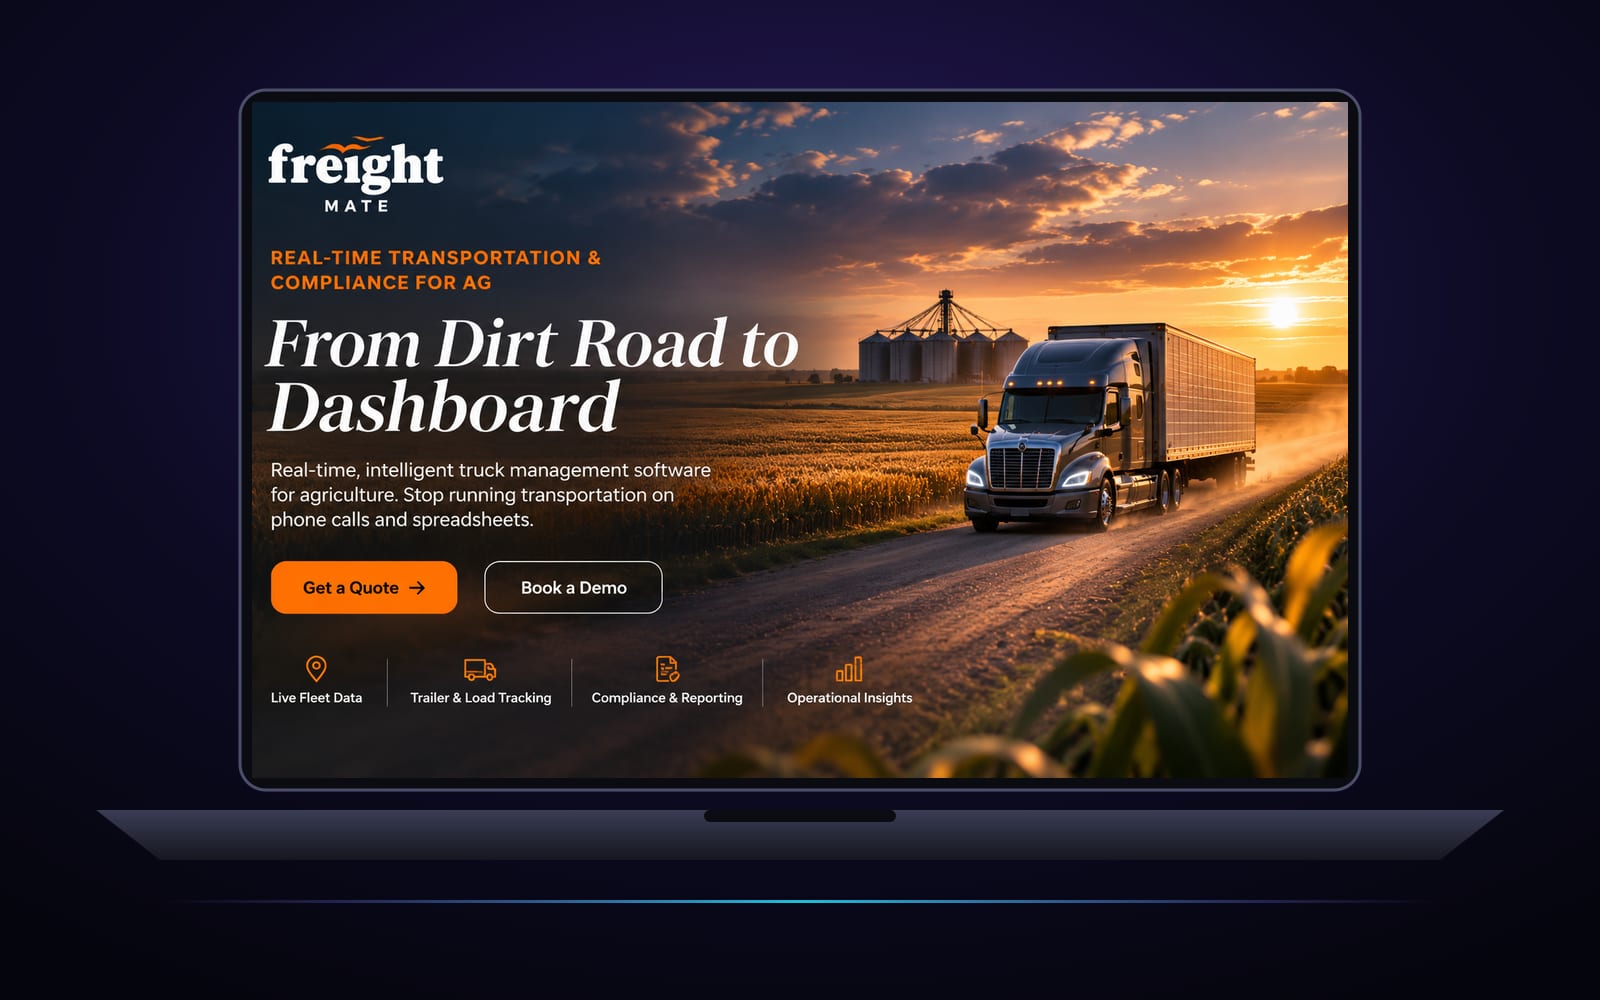 freight
MATE
REAL-TIME TRANSPORTATION &
COMPLIANCE FOR AG
From Dirt Road to
Dashboard
Real-time, intelligent truck management software
for agriculture. Stop running transportation on
phone calls and spreadsheets.
Get a Quote →
Book a Demo
Live Fleet Data
Trailer & Load Tracking
Compliance & Reporting
Operational Insights